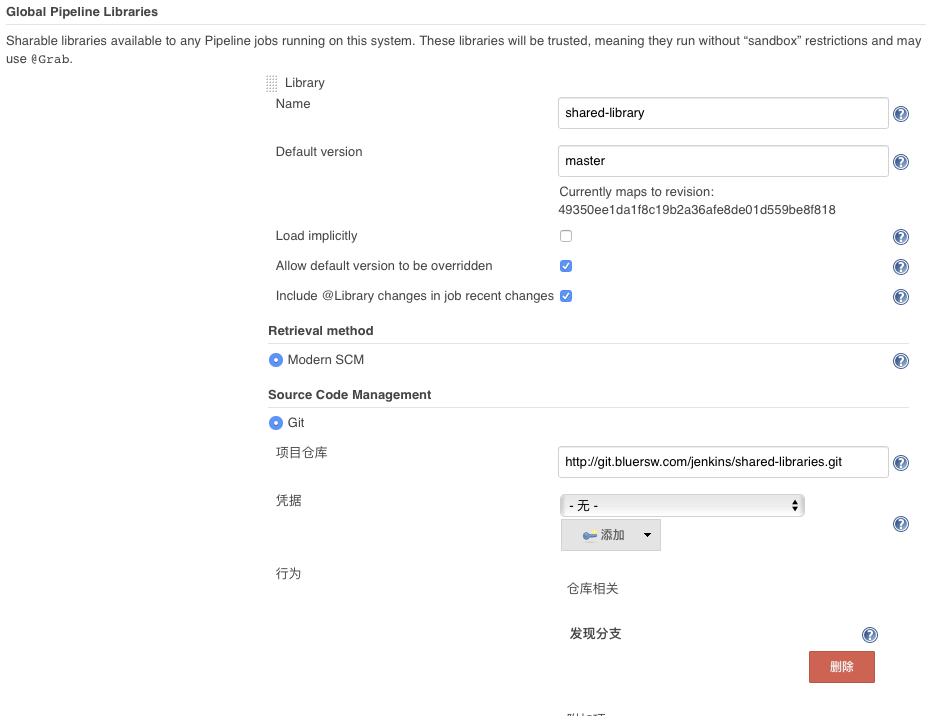 Global Pipeline Libraries
Sharable libraries available to any Pipeline jobs running on this system. These libraries will be trusted, meaning they run without “sandbox” restrictions and may
use @Grab.
Library
Name
shared-library
Default version
master
Currently maps to revision:
49350ee1da1f8c19b2a36afe8de01d559be8f818
Load implicitly
Allow default version to be overridden
Include @Library changes in job recent changes
Retrieval method
Modern SCM
Source Code Management
Git
项目仓库
http://git.bluersw.com/jenkins/shared-libraries.git
凭据
- 无 -
添加
行为
仓库相关
发现分支
删除